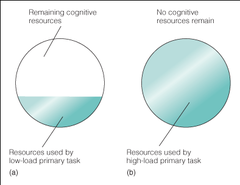 Remaining cognitive
resources
No cognitive
resources remain
Resources used by
low-load primary task
Resources used by
high-load primary task
(a)
(b)